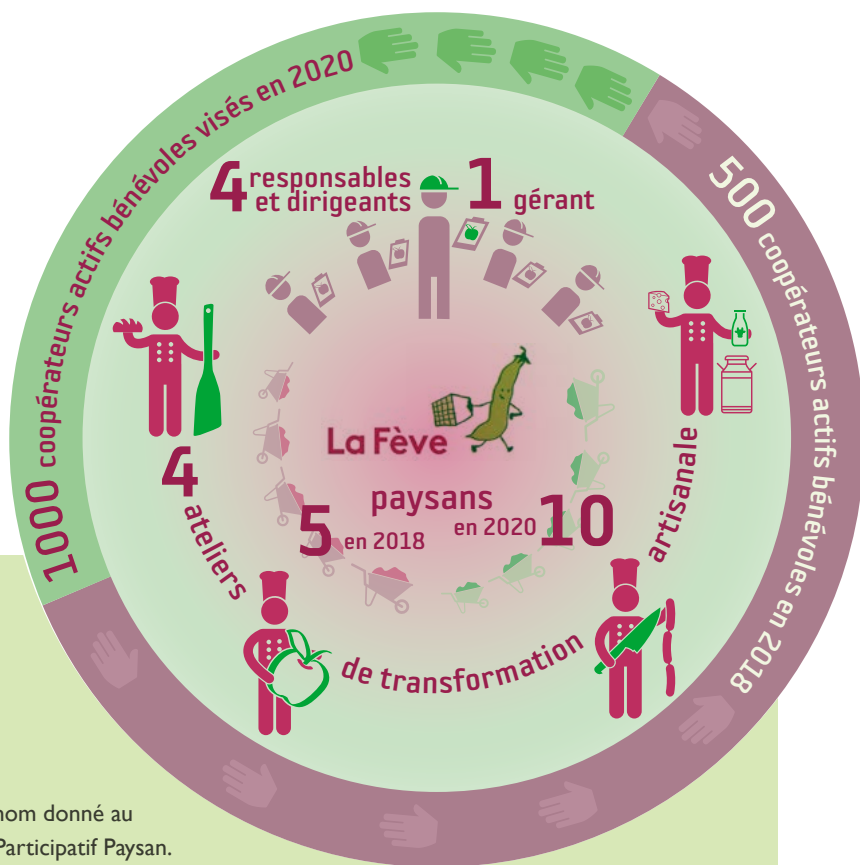 1000 coopérateurs actifs bénévoles visés en 2020
500 coopérateurs actifs bénévoles en 2018
4 responsables
et dirigeants
1 gérant
La Fève
paysans
5 en 2018
en 2020 10
4 ateliers
de transformation
artisanale
nom donné au
Participatif Paysan.